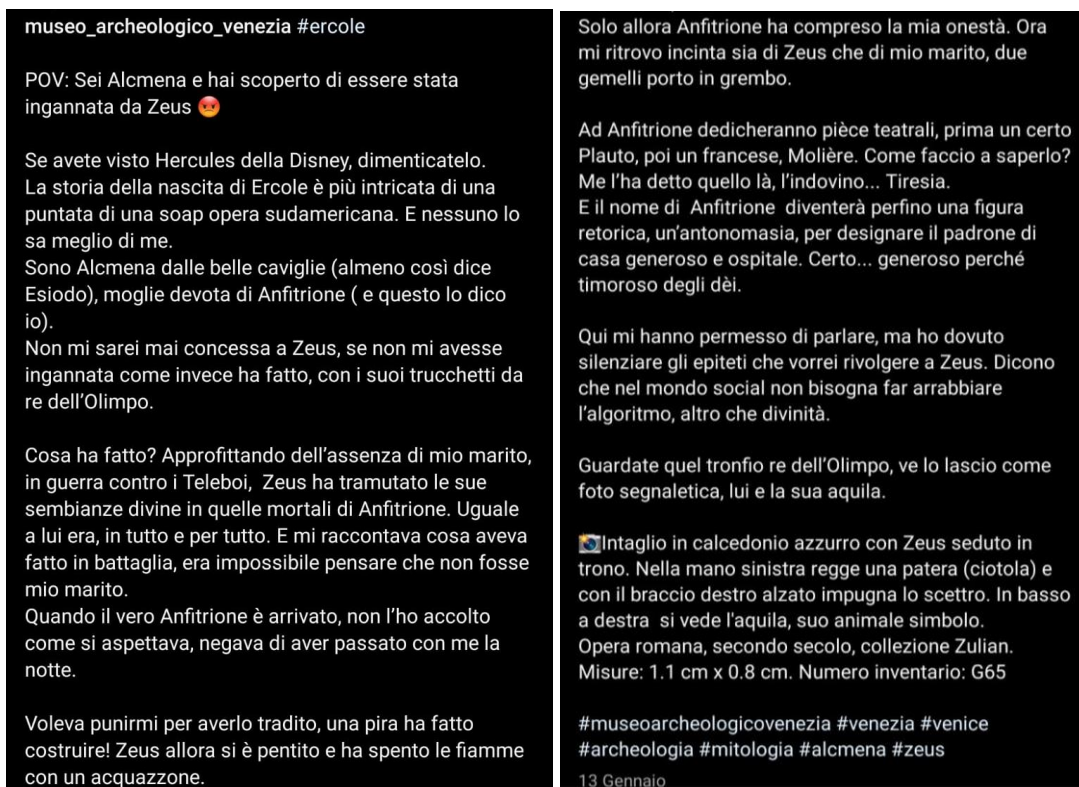 museo_archeologico_venezia #ercole
POV: Sei Alcmena e hai scoperto di essere stata
ingannata da Zeus 😡
Se avete visto Hercules della Disney, dimenticatelo.
La storia della nascita di Ercole è più intricata di una
puntata di una soap opera sudamericana. E nessuno lo
sa meglio di me.
Sono Alcmena dalle belle caviglie (almeno così dice
Esiodo), moglie devota di Anfitrione ( e questo lo dico
io).
Non mi sarei mai concessa a Zeus, se non mi avesse
ingannata come invece ha fatto, con i suoi trucchetti da
re dell'Olimpo.
Cosa ha fatto? Approfittando dell'assenza di mio marito,
in guerra contro i Teleboi, Zeus ha tramutato le sue
sembianze divine in quelle mortali di Anfitrione. Uguale
a lui era, in tutto e per tutto. E mi raccontava cosa aveva
fatto in battaglia, era impossibile pensare che non fosse
mio marito.
Quando il vero Anfitrione è arrivato, non l'ho accolto
come si aspettava, negava di aver passato con me la
notte.
Voleva punirmi per averlo tradito, una pira ha fatto
costruire! Zeus allora si è pentito e ha spento le fiamme
con un acquazzone.
Solo allora Anfitrione ha compreso la mia onestà. Ora
mi ritrovo incinta sia di Zeus che di mio marito, due
gemelli porto in grembo.
Ad Anfitrione dedicheranno pièce teatrali, prima un certo
Plauto, poi un francese, Molière. Come faccio a saperlo?
Me l'ha detto quello là, l'indovino... Tiresia.
E il nome di Anfitrione diventerà perfino una figura
retorica, un'antonomasia, per designare il padrone di
casa generoso e ospitale. Certo... generoso perché
timoroso degli dèi.
Qui mi hanno permesso di parlare, ma ho dovuto
silenziare gli epiteti che vorrei rivolgere a Zeus. Dicono
che nel mondo social non bisogna far arrabbiare
l'algoritmo, altro che divinità.
Guardate quel tronfio re dell'Olimpo, ve lo lascio come
foto segnaletica, lui e la sua aquila.
📸Intaglio in calcedonio azzurro con Zeus seduto in
trono. Nella mano sinistra regge una patera (ciotola) e
con il braccio destro alzato impugna lo scettro. In basso
a destra si vede l'aquila, suo animale simbolo.
Opera romana, secondo secolo, collezione Zulian.
Misure: 1.1 cm x 0.8 cm. Numero inventario: G65
#museoarcheologicovenezia #venezia #venice
#archeologia #mitologia #alcmena #zeus
13 Gennaio